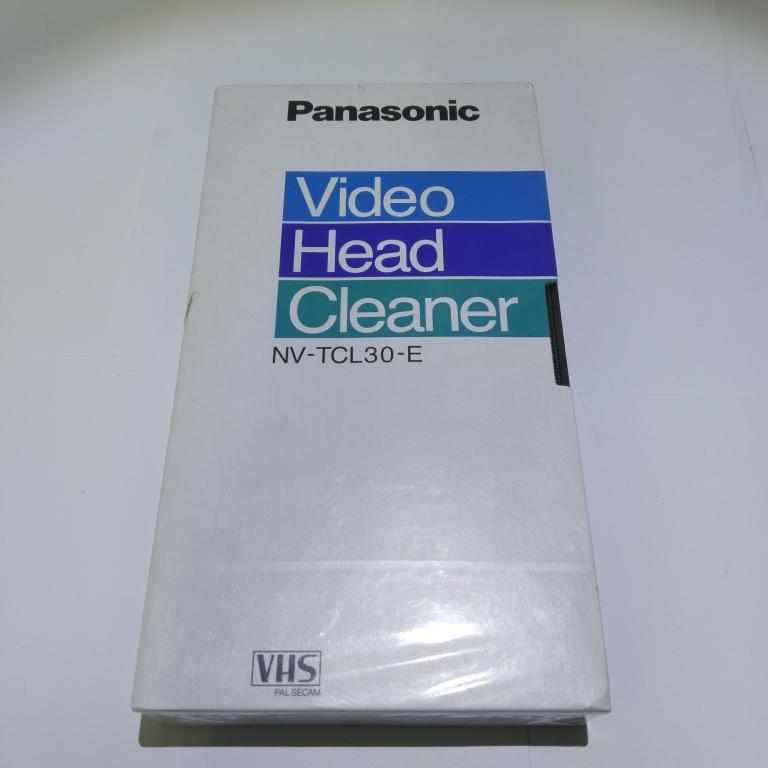 Panasonic
Video
Head
Cleaner
NV-TCL30-E
VHS
PAL SECAM